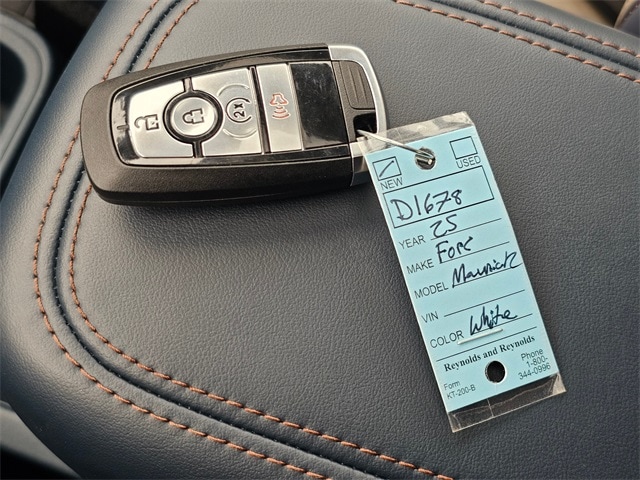 NEW USED
D1678
YEAR 25
MAKE Ford
MODEL Maverick
VIN
COLOR White
Reynolds and Reynolds
Form
KT-200-B
Phone
1-800-
344-0996
2x